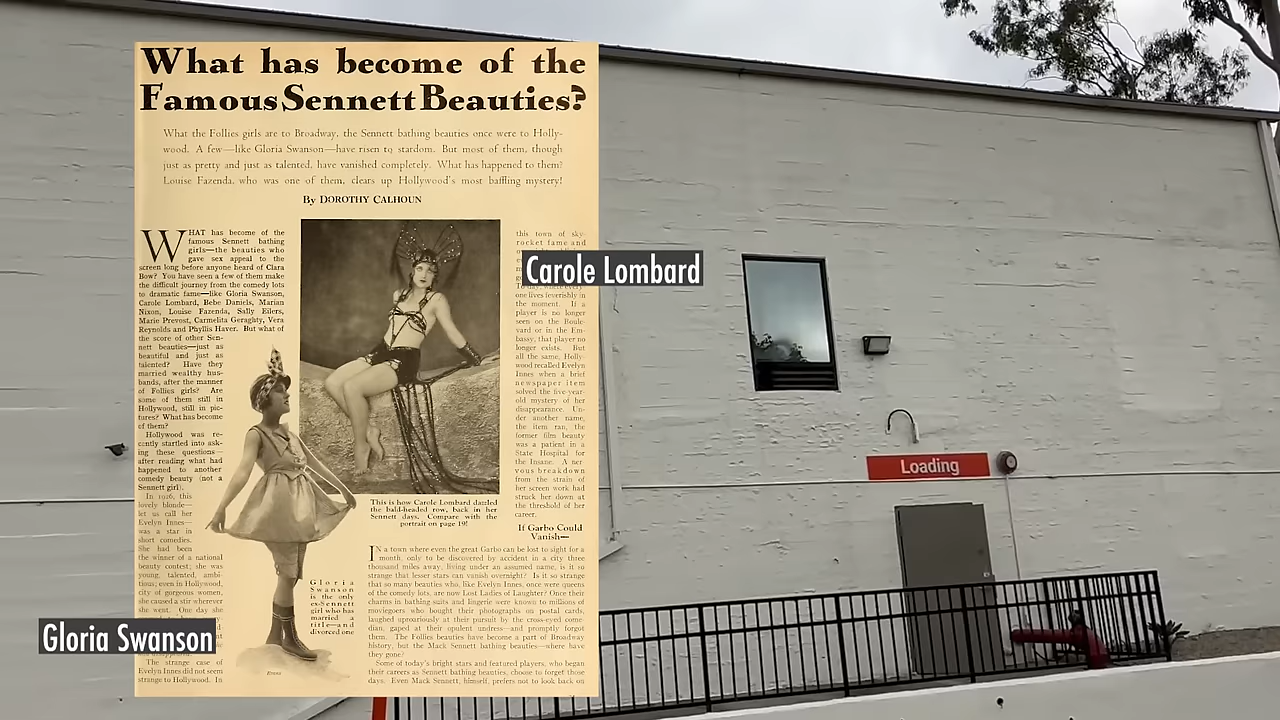 What has become of the
Famous Sennett Beauties?
What the Follies girls are to Broadway, the Sennett bathing beauties once were to Holly-
wood. A few—like Gloria Swanson—have risen to stardom. But most of them, though
just as pretty and just as talented, have vanished completely. What has happened to them?
Louise Fazenda, who was one of them, clears up Hollywood's most baffling mystery!
By DOROTHY CALHOUN
WHAT has become of the
famous Sennett bathing
girls—the beauties who
gave sex appeal to the
screen long before anyone heard of Clara
Bow? You have seen a few of them make
the difficult journey from the comedy lots
to dramatic fame—like Gloria Swanson,
Carole Lombard, Bebe Daniels, Marian
Nixon, Louise Fazenda, Sally Eilers,
Marie Prevost, Carmelita Geraghty, Vera
Reynolds and Phyllis Haver. But what of
the score of other Sen-
nett beauties—just as
beautiful and just as
talented? Have they
married wealthy hus-
bands, after the manner
of Follies girls? Are
some of them still in
Hollywood, still in pic-
tures? What has become
of them?
Hollywood was re-
cently startled into ask-
ing these questions—
after reading what had
happened to another
comedy beauty (not a
Sennett girl).
In 1926, this
lovely blonde—
let us call her
Evelyn Innes—
was a star in
short comedies.
She had been
the winner of a national
beauty contest; she was
young, talented, ambi-
tious; even in Hollywood,
city of gorgeous women,
she caused a stir wherever
she went. One day she
The strange case of
Evelyn Innes did not seem
strange to Hollywood. In
Gloria Swanson
Gloria
Swanson is
the only
ex-Sennett
girl who has
married a
title—and
divorced one
This is how Carole Lombard dazzled
the bald-headed row, back in her
Sennett days. Compare with the
portrait on page 19!
this town of sky-
rocket fame and
Carole Lombard
To-day, where every-
one lives feverishly in
the moment. If a
player is no longer
seen on the Boule-
vard or in the Em-
bassy, that player no
longer exists. But
all the same, Holly-
wood recalled Evelyn
Innes when a brief
newspaper item
solved the five-year-
old mystery of her
disappearance. Un-
der another name,
the item ran, the
former film beauty
was a patient in a
State Hospital for
the Insane. A ner-
vous breakdown
from the strain of
her screen work had
struck her down at
the threshold of her
career.
If Garbo Could
Vanish—
IN a town where even the great Garbo can be lost to sight for a
month, only to be discovered by accident in a city three
thousand miles away, living under an assumed name, is it so
strange that lesser stars can vanish overnight? Is it so strange
that so many beauties who, like Evelyn Innes, once were queens
of the comedy lots, are now Lost Ladies of Laughter? Once their
charms in bathing suits and lingerie were known to millions of
moviegoers who bought their photographs on postal cards,
laughed uproariously at their pursuit by the cross-eyed come-
dian, gaped at their opulent undress—and promptly forgot
them. The Follies beauties have become a part of Broadway
history, but the Mack Sennett bathing beauties—where have
they gone?
Some of today's bright stars and featured players, who began
their careers as Sennett bathing beauties, choose to forget those
days. Even Mack Sennett, himself, prefers not to look back on
Loading